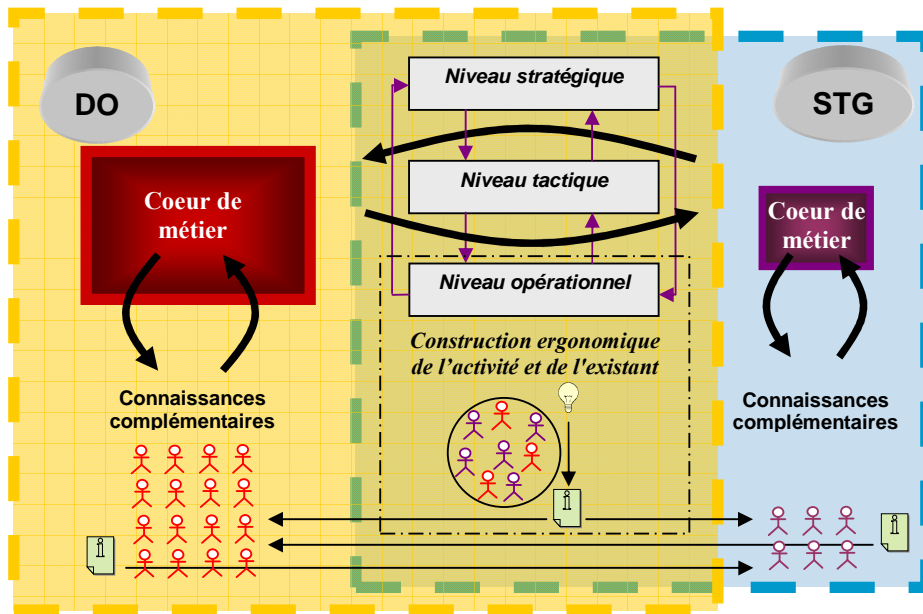 DO
Coeur de
métier
Connaissances
complémentaires
Niveau stratégique
Niveau tactique
Niveau opérationnel
Construction ergonomique
de l’activité et de l'existant
i
i
STG
Coeur de
métier
Connaissances
complémentaires
i